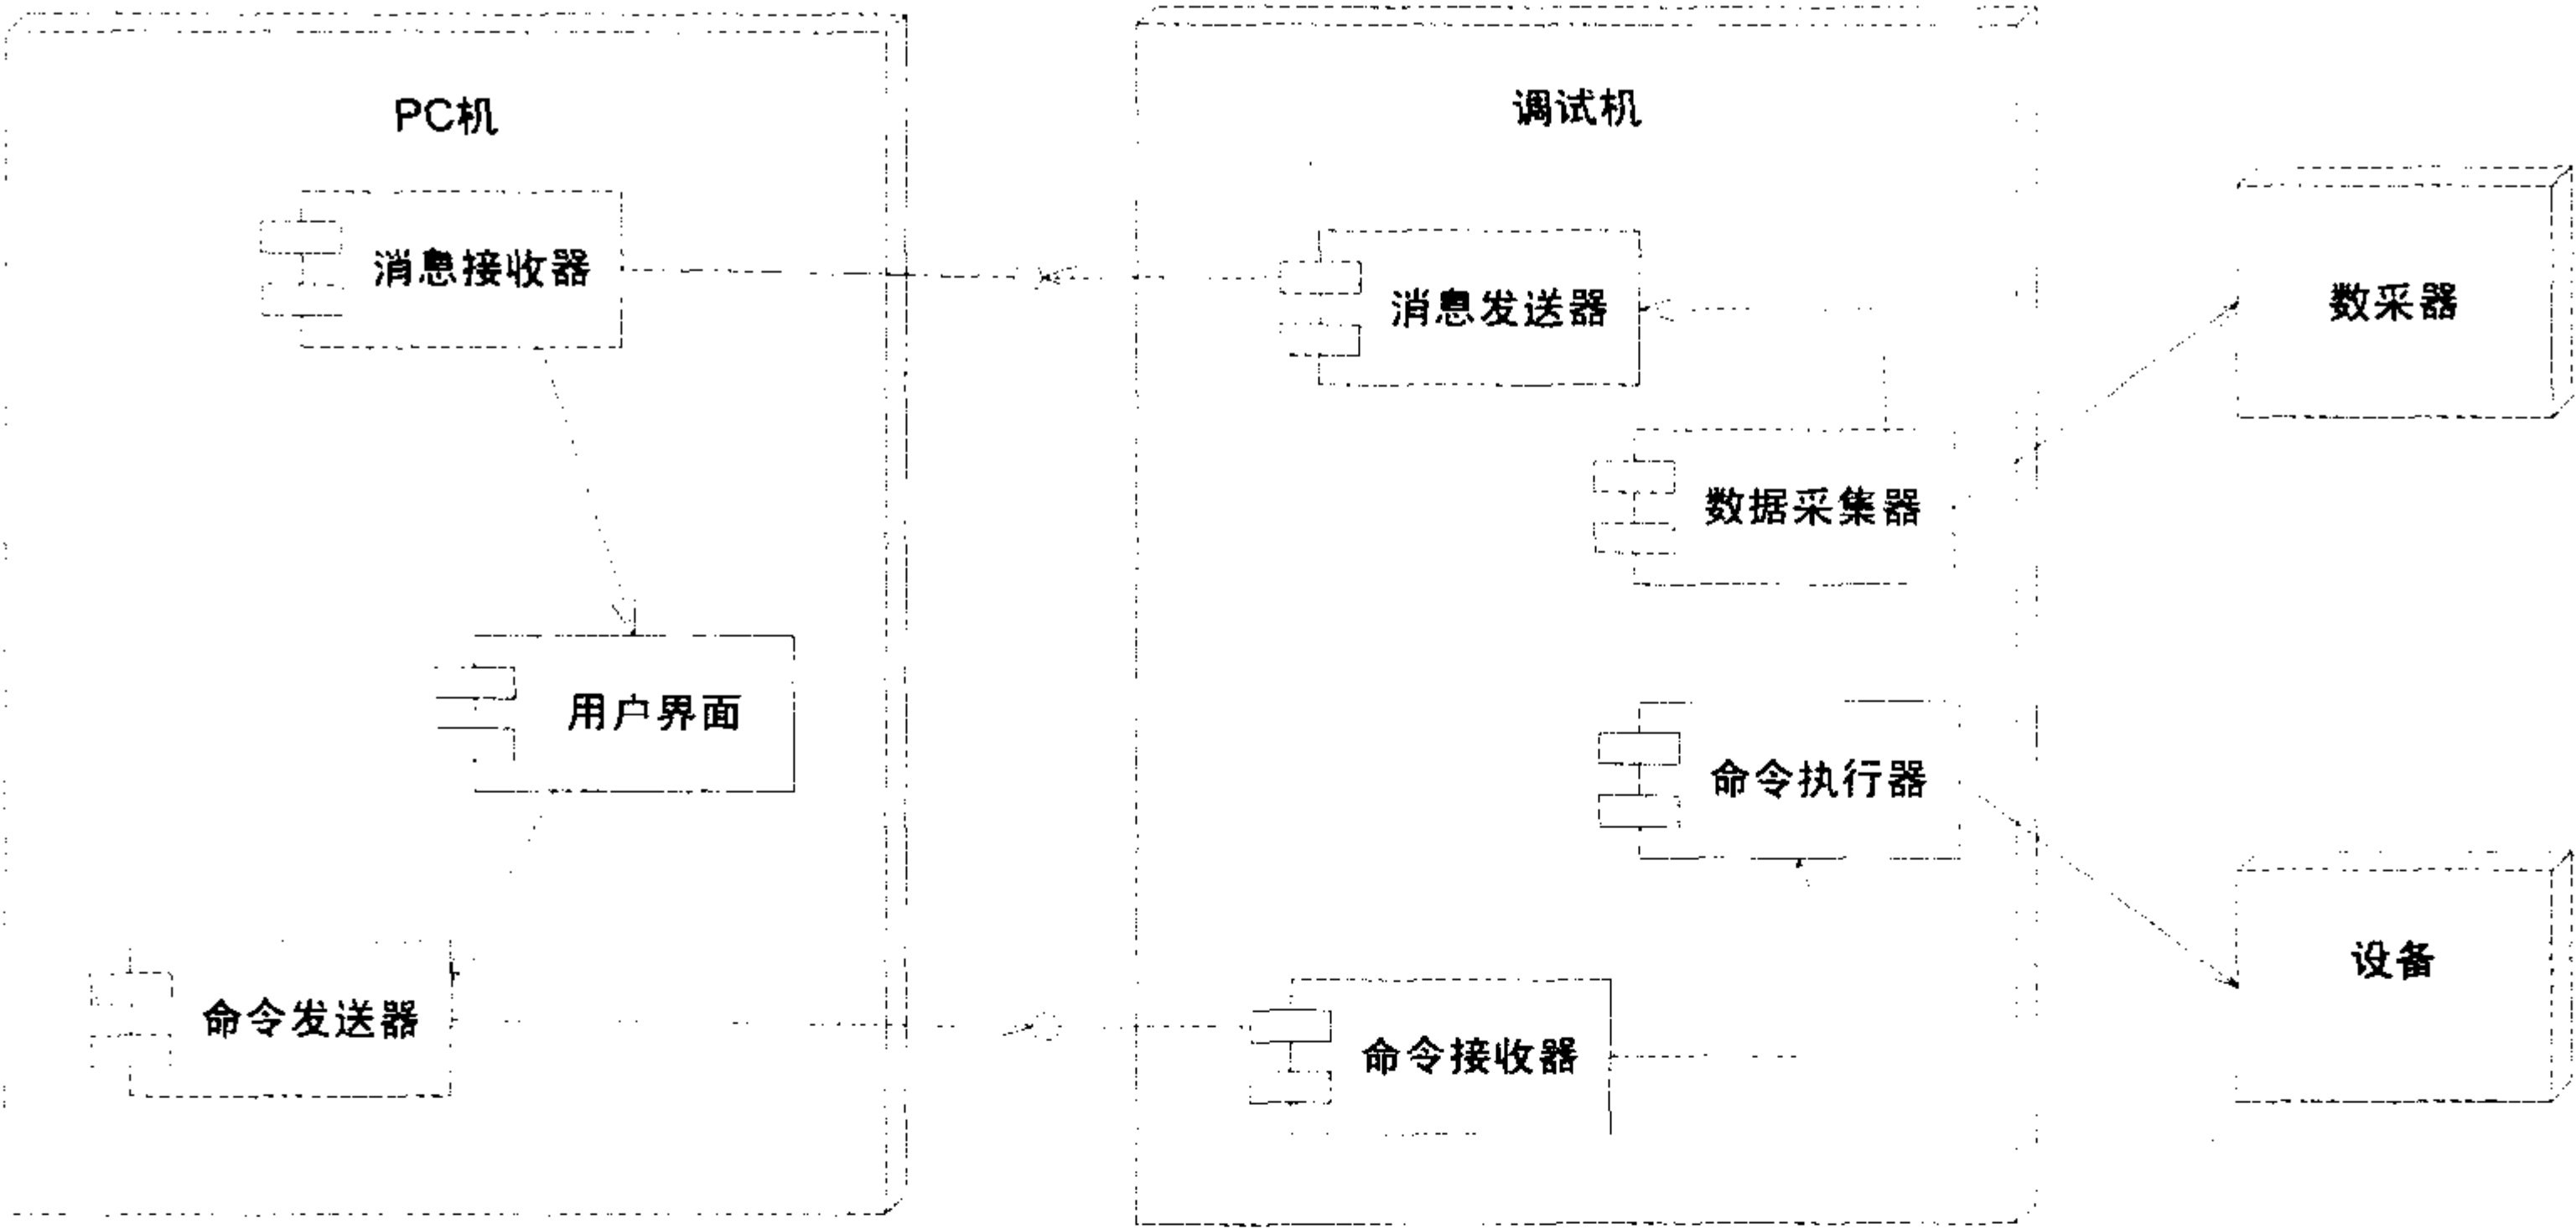 PC机
消息接收器
用户界面
命令发送器
调试机
消息发送器
数据采集器
命令执行器
命令接收器
数采器
设备